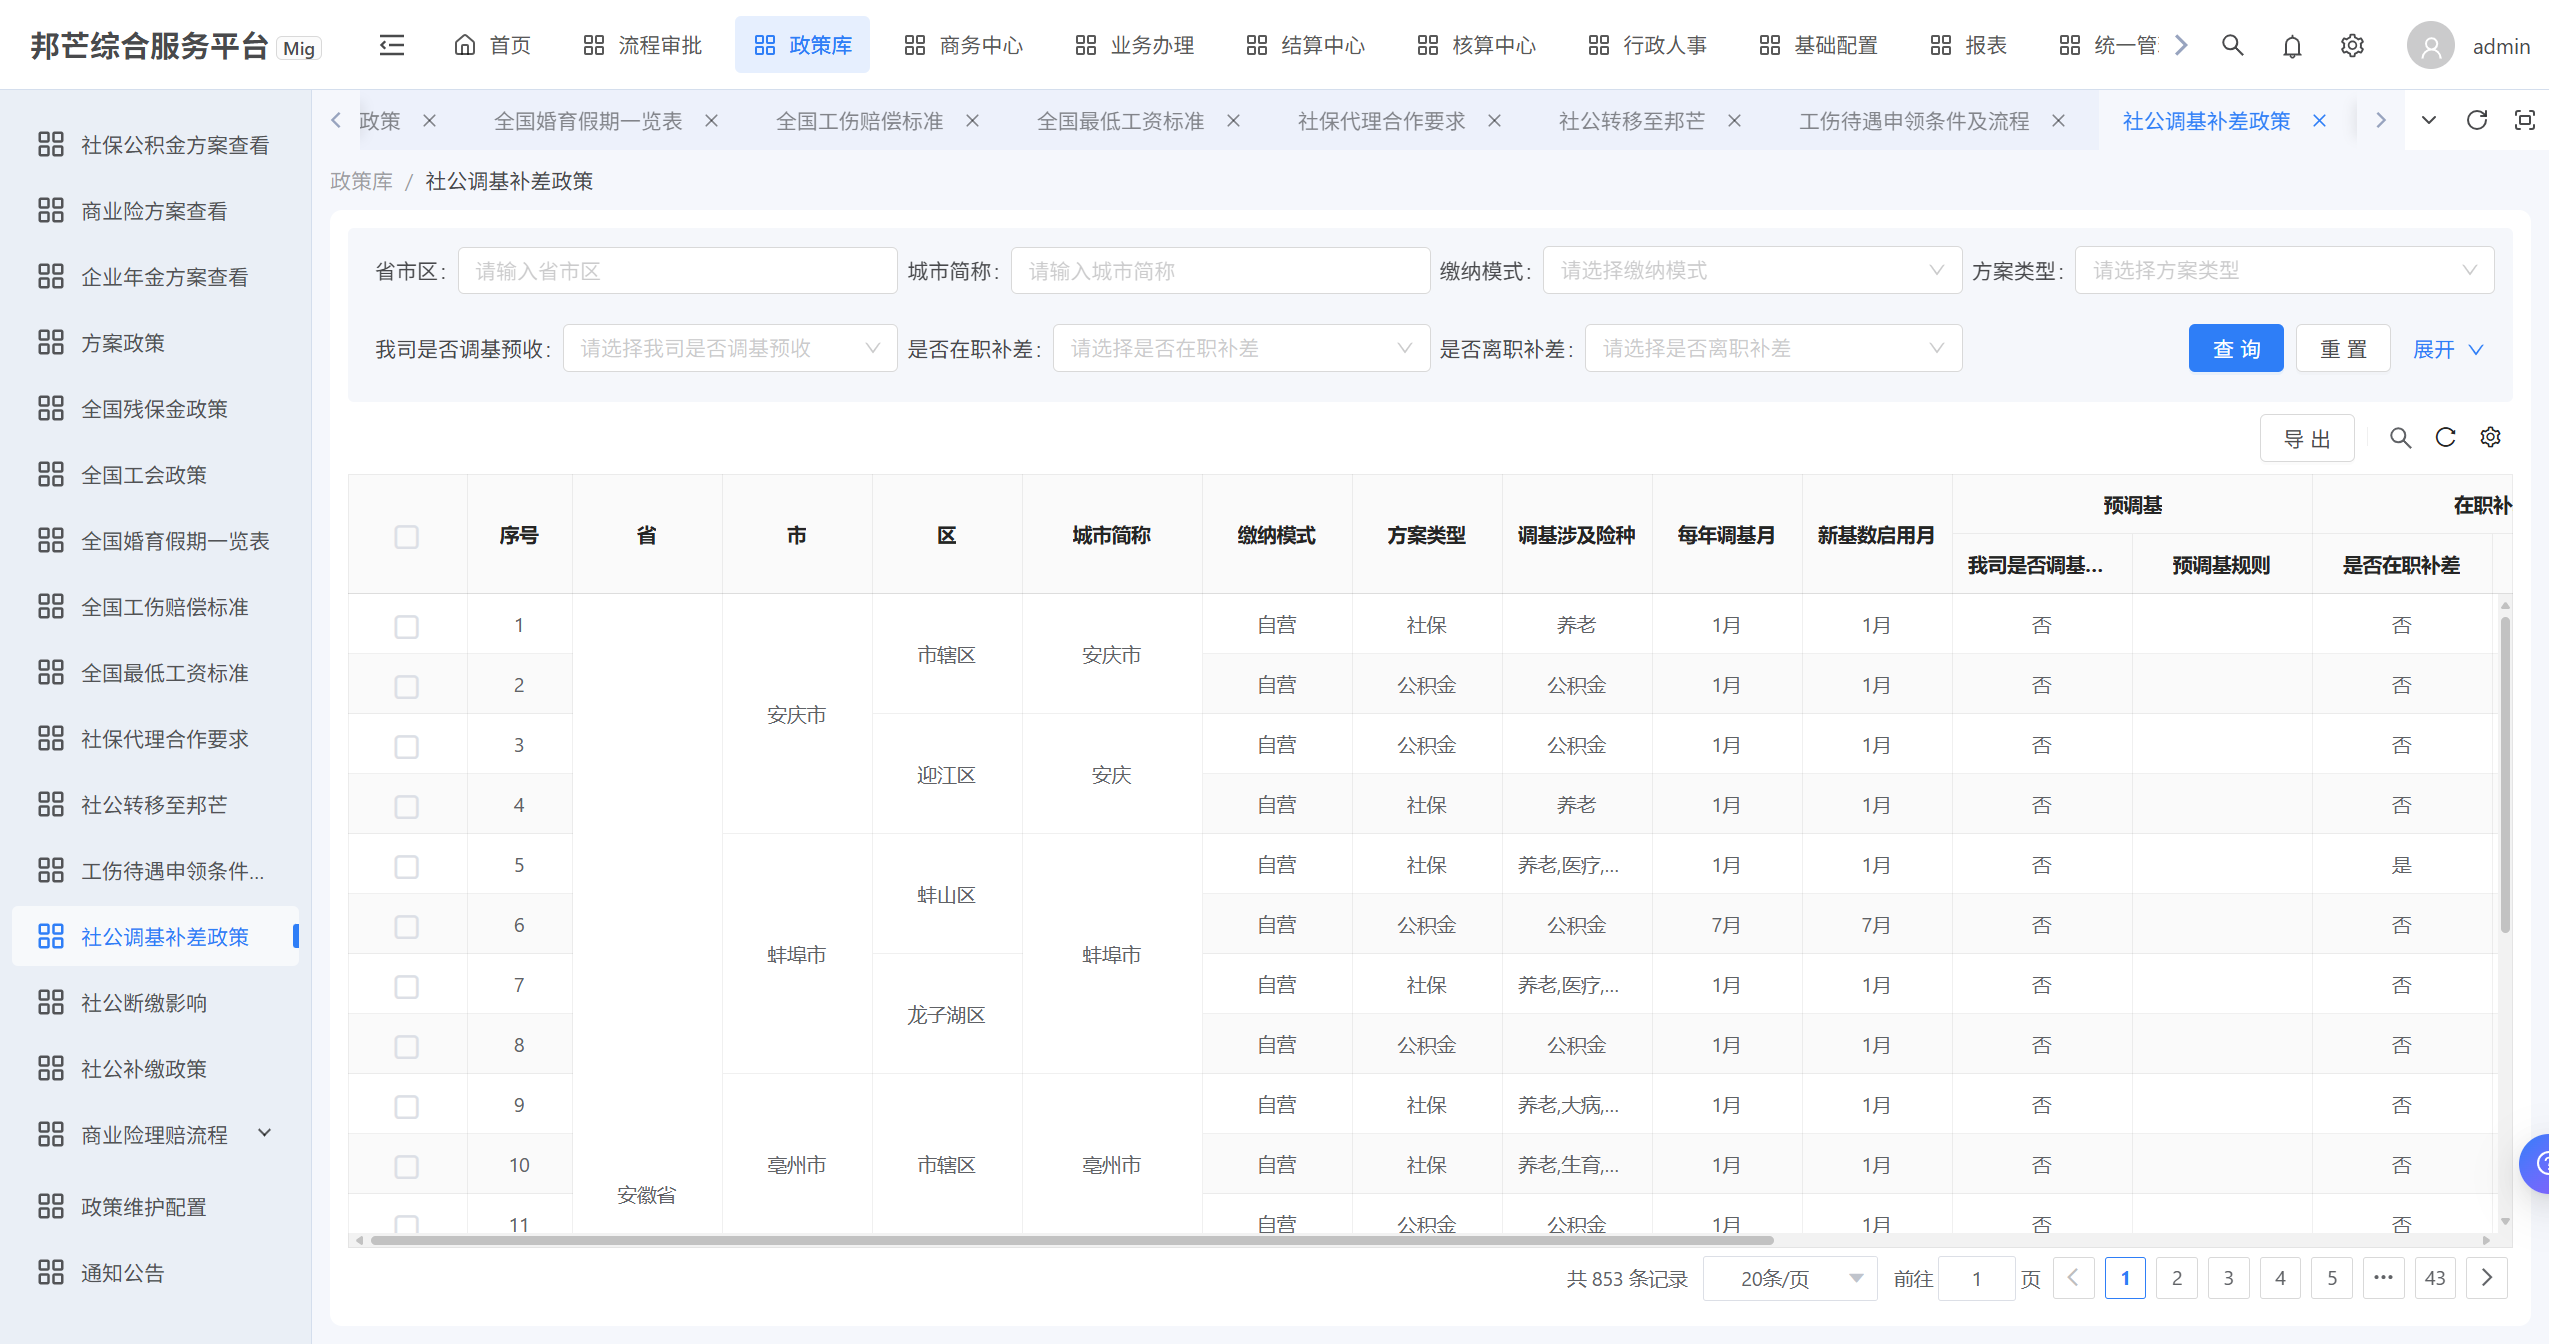 邦芒综合服务平台 Mig 首页 流程审批 政策库 商务中心 业务办理 结算中心 核算中心 行政人事 基础配置 报表 统一管 admin
政策 全国婚育假期一览表 全国工伤赔偿标准 全国最低工资标准 社保代理合作要求 社公转移至邦芒 工伤待遇申领条件及流程 社公调基补差政策
社保公积金方案查看
商业险方案查看
企业年金方案查看
方案政策
全国残保金政策
全国工会政策
全国婚育假期一览表
全国工伤赔偿标准
全国最低工资标准
社保代理合作要求
社公转移至邦芒
工伤待遇申领条件...
社公调基补差政策
社公断缴影响
社公补缴政策
商业险理赔流程
政策维护配置
通知公告
政策库 / 社公调基补差政策
省市区: 请输入省市区 城市简称: 请输入城市简称 缴纳模式: 请选择缴纳模式 方案类型: 请选择方案类型
我司是否调基预收: 请选择我司是否调基预收 是否在职补差: 请选择是否在职补差 是否离职补差: 请选择是否离职补差 查 询 重 置 展开
导 出
序号 省 市 区 城市简称 缴纳模式 方案类型 调基涉及险种 每年调基月 新基数启用月 预调基 在职补
我司是否调基... 预调基规则 是否在职补差
1 自营 社保 养老 1月 1月 否 否
市辖区 安庆市
2 自营 公积金 公积金 1月 1月 否 否
安庆市
3 自营 公积金 公积金 1月 1月 否 否
迎江区 安庆
4 自营 社保 养老 1月 1月 否 否
5 自营 社保 养老,医疗,... 1月 1月 否 是
蚌山区
6 自营 公积金 公积金 7月 7月 否 否
蚌埠市 蚌埠市
7 自营 社保 养老,医疗,... 1月 1月 否 否
龙子湖区
8 自营 公积金 公积金 1月 1月 否 否
9 自营 社保 养老,大病,... 1月 1月 否 否
10 亳州市 市辖区 亳州市 自营 社保 养老,生育,... 1月 1月 否 否
安徽省
11 自营 公积金 公积金 1月 1月 否 否
共 853 条记录 20条/页 前往 1 页 1 2 3 4 5 ••• 43